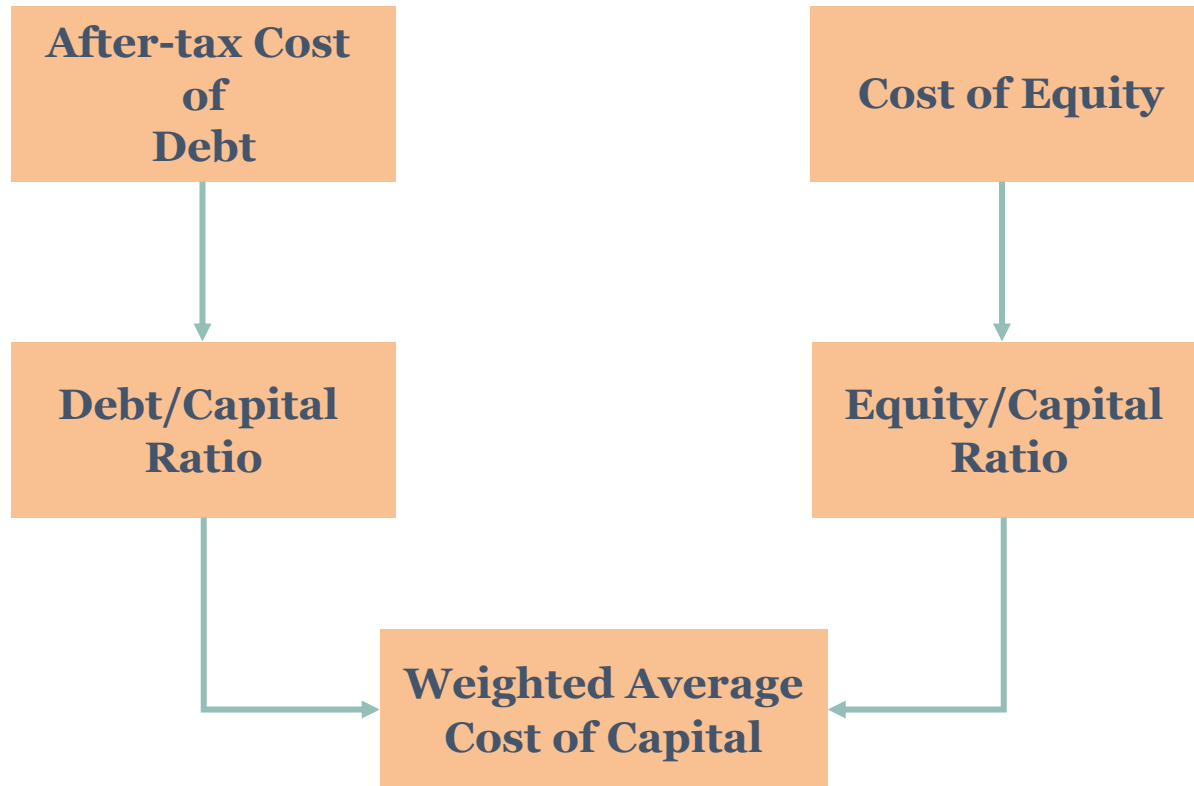 After-tax Cost
of
Debt
Cost of Equity
Debt/Capital
Ratio
Equity/Capital
Ratio
Weighted Average
Cost of Capital